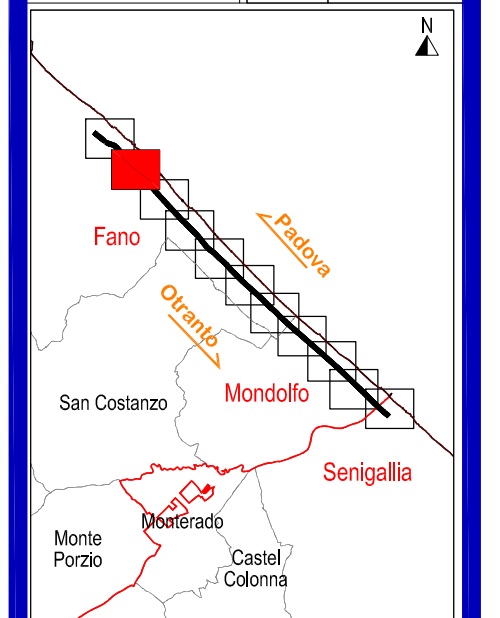 N
Padova
Fano
Otranto
Mondolfo
San Costanzo
Senigallia
Monterado
Monte
Porzio
Castel
Colonna